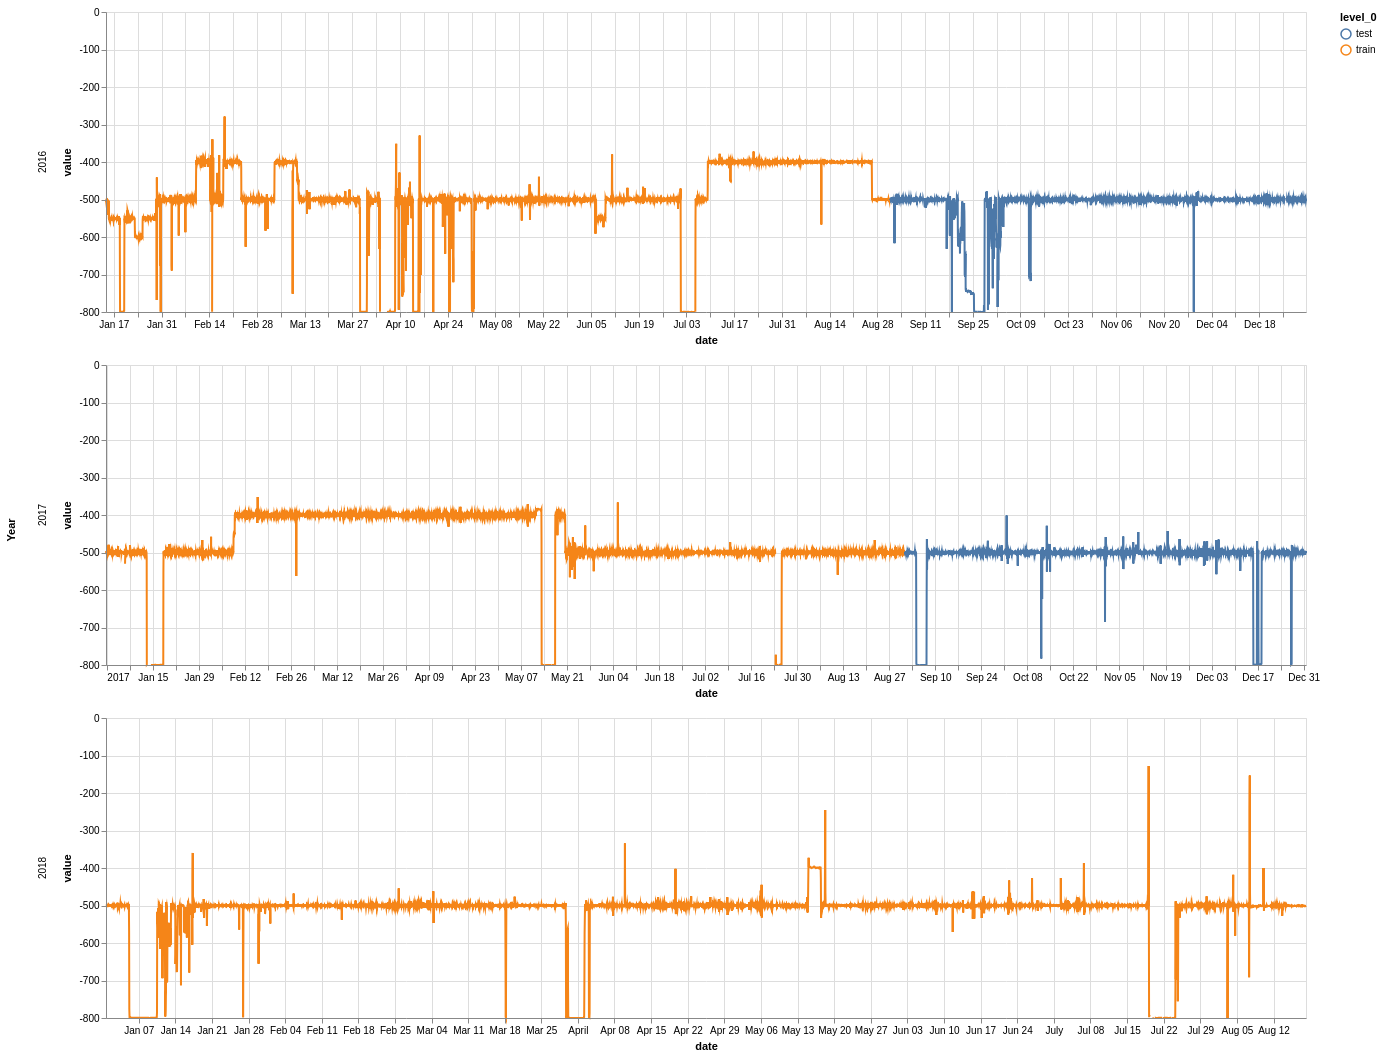 level_0
test
train
0
-100
-200
-300
-400
-500
-600
-700
-800
2016
value
Jan 17 Jan 31 Feb 14 Feb 28 Mar 13 Mar 27 Apr 10 Apr 24 May 08 May 22 Jun 05 Jun 19 Jul 03 Jul 17 Jul 31 Aug 14 Aug 28 Sep 11 Sep 25 Oct 09 Oct 23 Nov 06 Nov 20 Dec 04 Dec 18
date
Year
0
-100
-200
-300
-400
-500
-600
-700
-800
2017
value
2017 Jan 15 Jan 29 Feb 12 Feb 26 Mar 12 Mar 26 Apr 09 Apr 23 May 07 May 21 Jun 04 Jun 18 Jul 02 Jul 16 Jul 30 Aug 13 Aug 27 Sep 10 Sep 24 Oct 08 Oct 22 Nov 05 Nov 19 Dec 03 Dec 17 Dec 31
date
0
-100
-200
-300
-400
-500
-600
-700
-800
2018
value
Jan 07 Jan 14 Jan 21 Jan 28 Feb 04 Feb 11 Feb 18 Feb 25 Mar 04 Mar 11 Mar 18 Mar 25 April Apr 08 Apr 15 Apr 22 Apr 29 May 06 May 13 May 20 May 27 Jun 03 Jun 10 Jun 17 Jun 24 July Jul 08 Jul 15 Jul 22 Jul 29 Aug 05 Aug 12
date